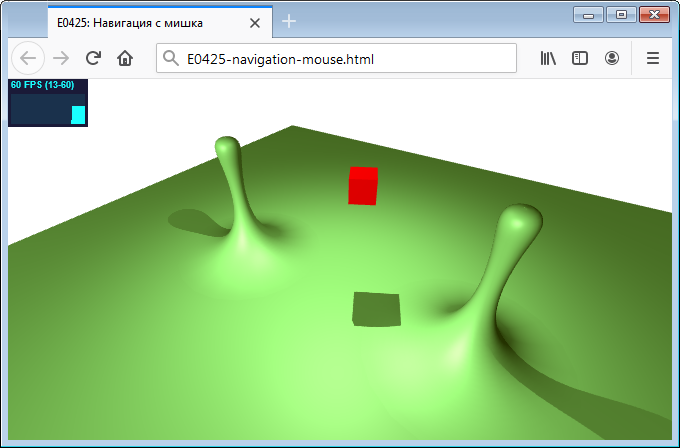 E0425: Навигация с мишка
E0425-navigation-mouse.html
60 FPS (13-60)